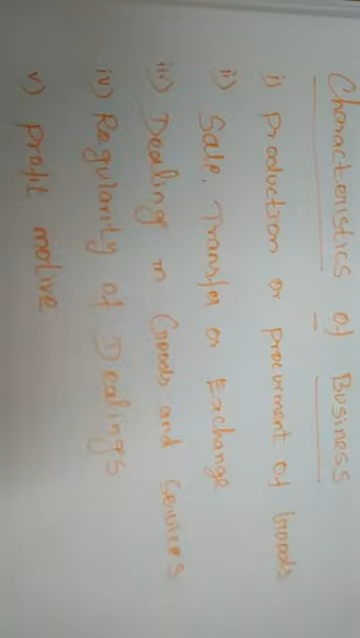 Characteristics of Business
i) Production or procurment of Goods
ii) Sale, Transfer or Exchange
iii) Dealing in Goods and Services
iv) Regularity of Dealings
v) Profit motive